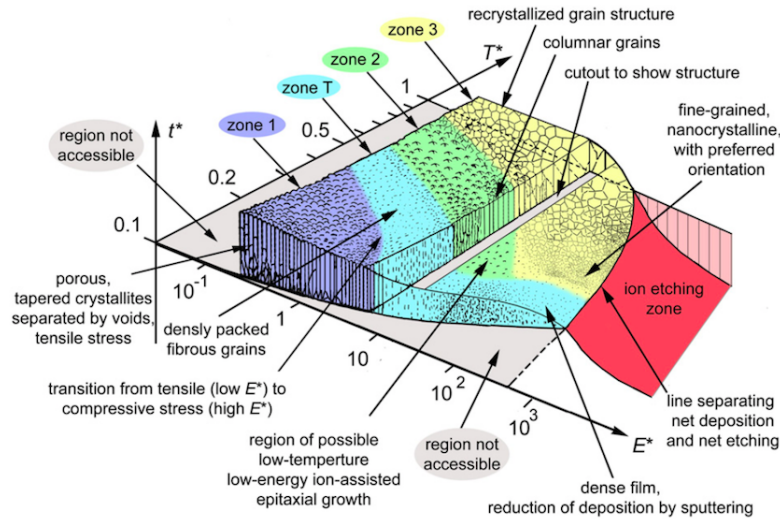 recrystallized grain structure
columnar grains
cutout to show structure
zone 3
T*
zone 2
zone T
zone 1
1
0.5
0.2
0.1
t*
region not
accessible
fine-grained,
nanocrystalline,
with preferred
orientation
ion etching
zone
porous,
tapered crystallites
separated by voids,
tensile stress
10-1
1
10
10²
10³
E*
densly packed
fibrous grains
transition from tensile (low E*) to
compressive stress (high E*)
region of possible
low-temperture
low-energy ion-assisted
epitaxial growth
region not
accessible
line separating
net deposition
and net etching
dense film,
reduction of deposition by sputtering